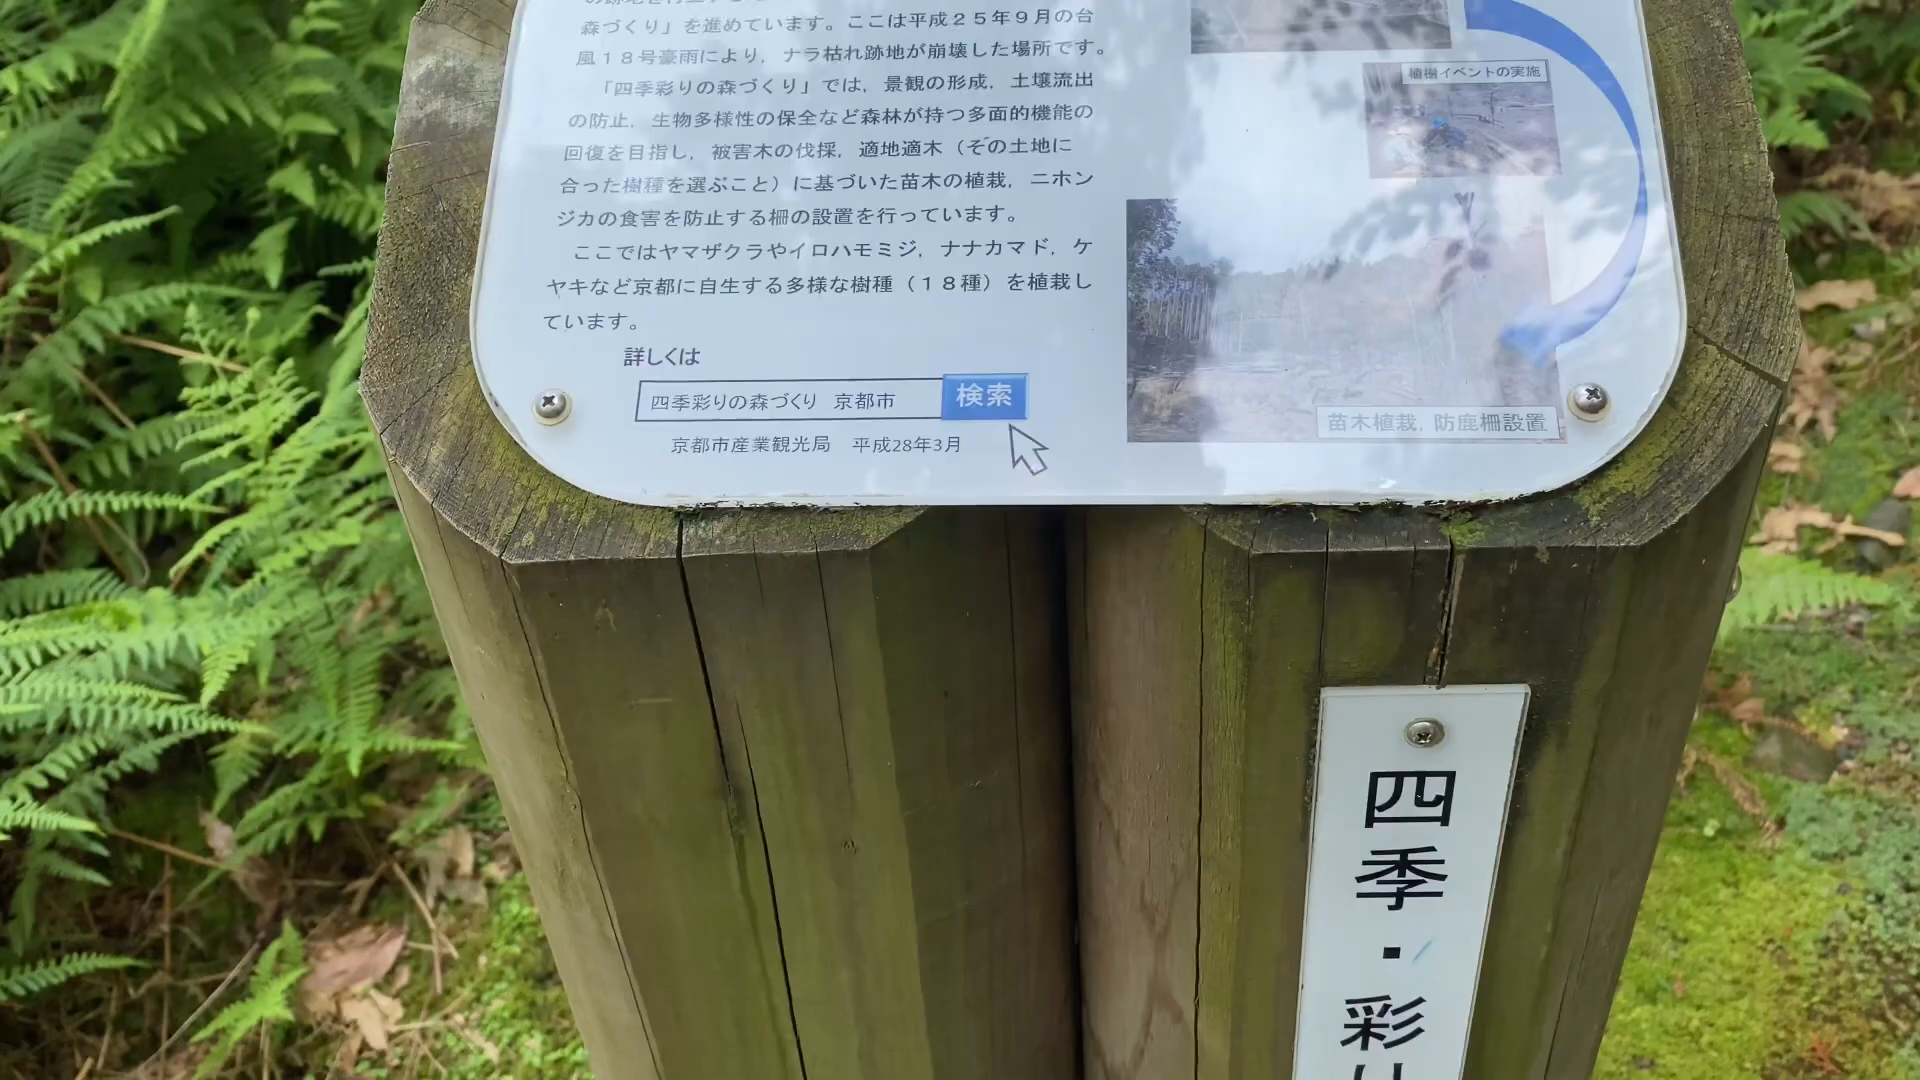 の跡地を再生する
森づくり」を進めています。ここは平成２５年９月の台
風１８号豪雨により，ナラ枯れ跡地が崩壊した場所です。
「四季彩りの森づくり」では，景観の形成，土壌流出
の防止，生物多様性の保全など森林が持つ多面的機能の
回復を目指し，被害木の伐採，適地適木（その土地に
合った樹種を選ぶこと）に基づいた苗木の植栽，ニホン
ジカの食害を防止する柵の設置を行っています。
ここではヤマザクラやイロハモミジ，ナナカマド，ケ
ヤキなど京都に自生する多様な樹種（１８種）を植栽し
ています。
詳しくは
四季彩りの森づくり　京都市
検索
京都市産業観光局　平成28年3月
植樹イベントの実施
苗木植栽，防鹿柵設置
四季・彩り